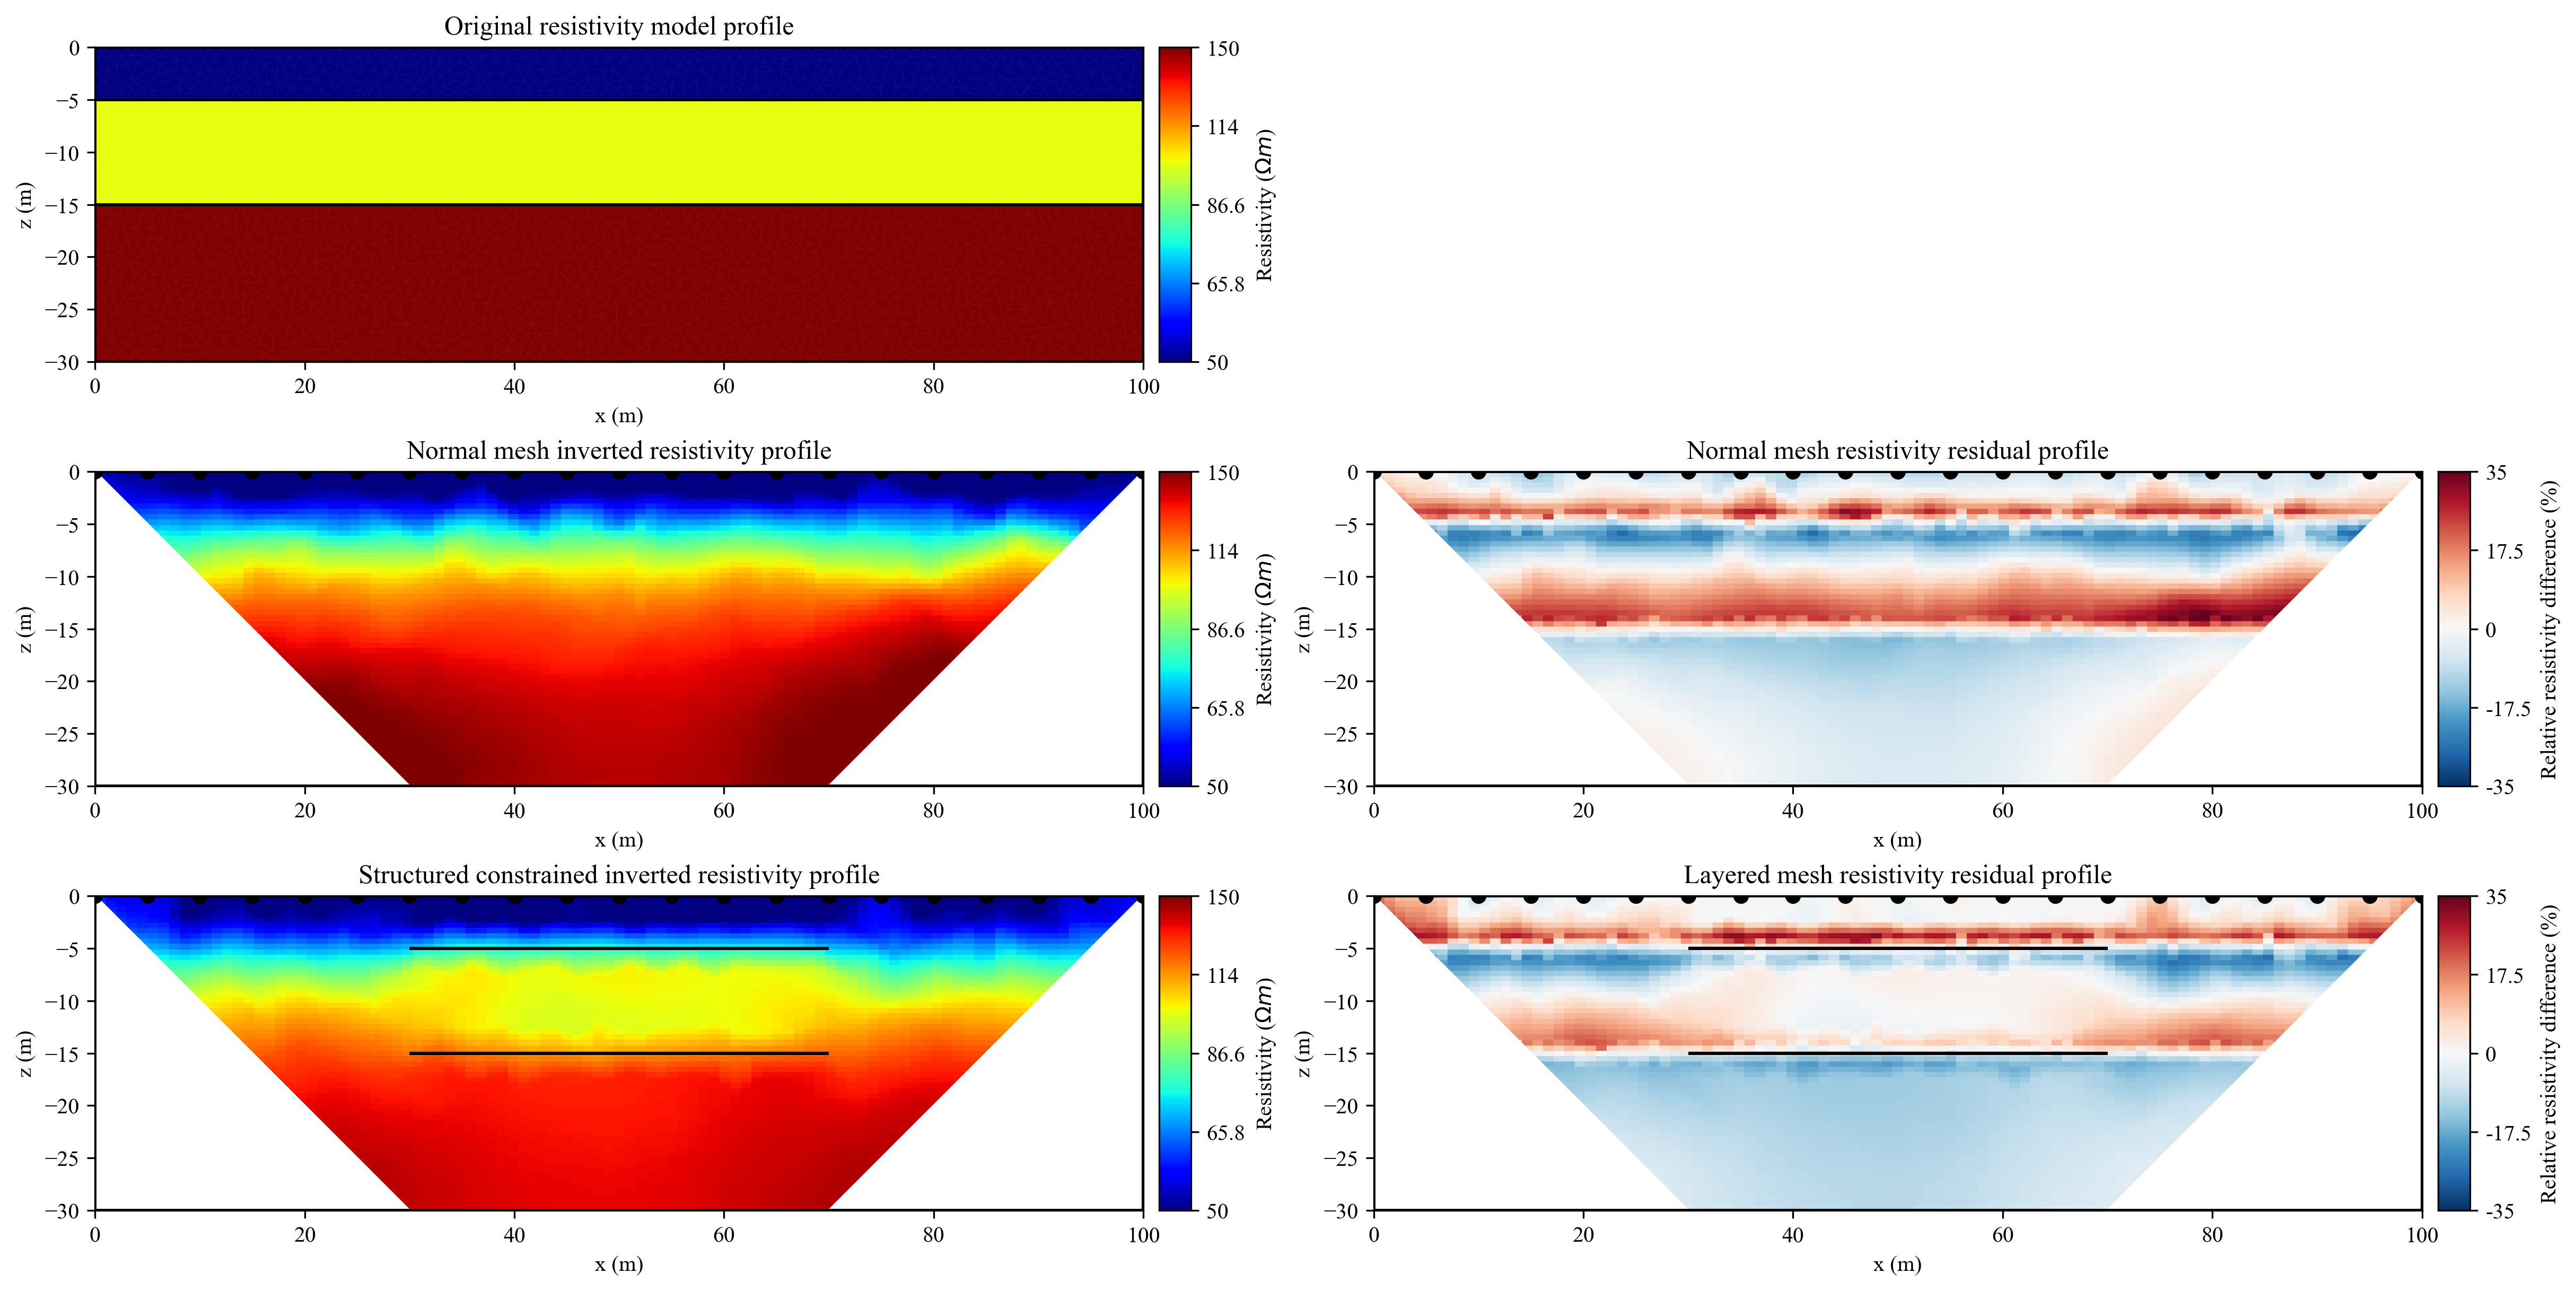 Original resistivity model profile
0
−5
−10
−15
−20
−25
−30
z (m)
0 20 40 60 80 100
x (m)
150
114
86.6
65.8
50
Resistivity (Ωm)
Normal mesh inverted resistivity profile
0
−5
−10
−15
−20
−25
−30
z (m)
0 20 40 60 80 100
x (m)
150
114
86.6
65.8
50
Resistivity (Ωm)
Normal mesh resistivity residual profile
0
−5
−10
−15
−20
−25
−30
z (m)
0 20 40 60 80 100
x (m)
35
17.5
0
-17.5
-35
Relative resistivity difference (%)
Structured constrained inverted resistivity profile
0
−5
−10
−15
−20
−25
−30
z (m)
0 20 40 60 80 100
x (m)
150
114
86.6
65.8
50
Resistivity (Ωm)
Layered mesh resistivity residual profile
0
−5
−10
−15
−20
−25
−30
z (m)
0 20 40 60 80 100
x (m)
35
17.5
0
-17.5
-35
Relative resistivity difference (%)